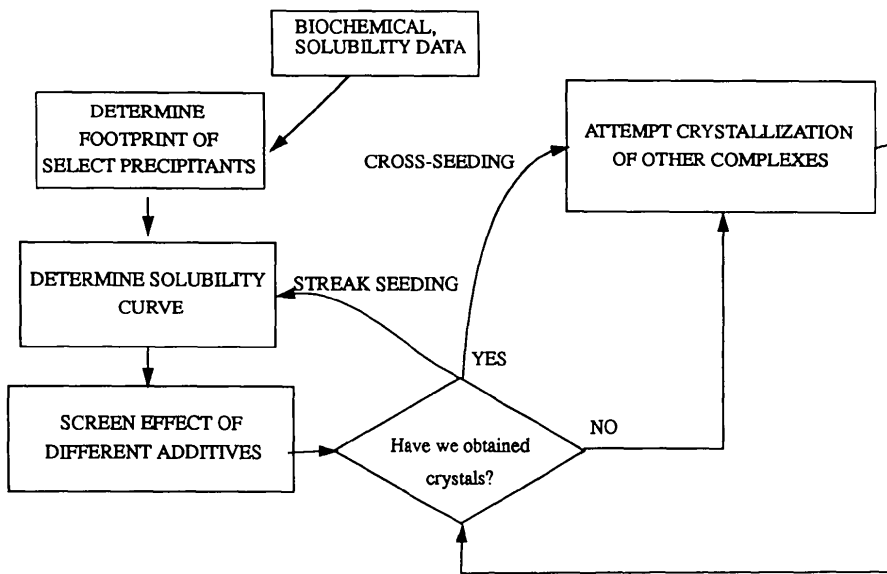 BIOCHEMICAL,
SOLUBILITY DATA
DETERMINE
FOOTPRINT OF
SELECT PRECIPITANTS
ATTEMPT CRYSTALLIZATION
OF OTHER COMPLEXES
CROSS-SEEDING
DETERMINE SOLUBILITY
CURVE
STREAK SEEDING
YES
SCREEN EFFECT OF
DIFFERENT ADDITIVES
Have we obtained
crystals?
NO